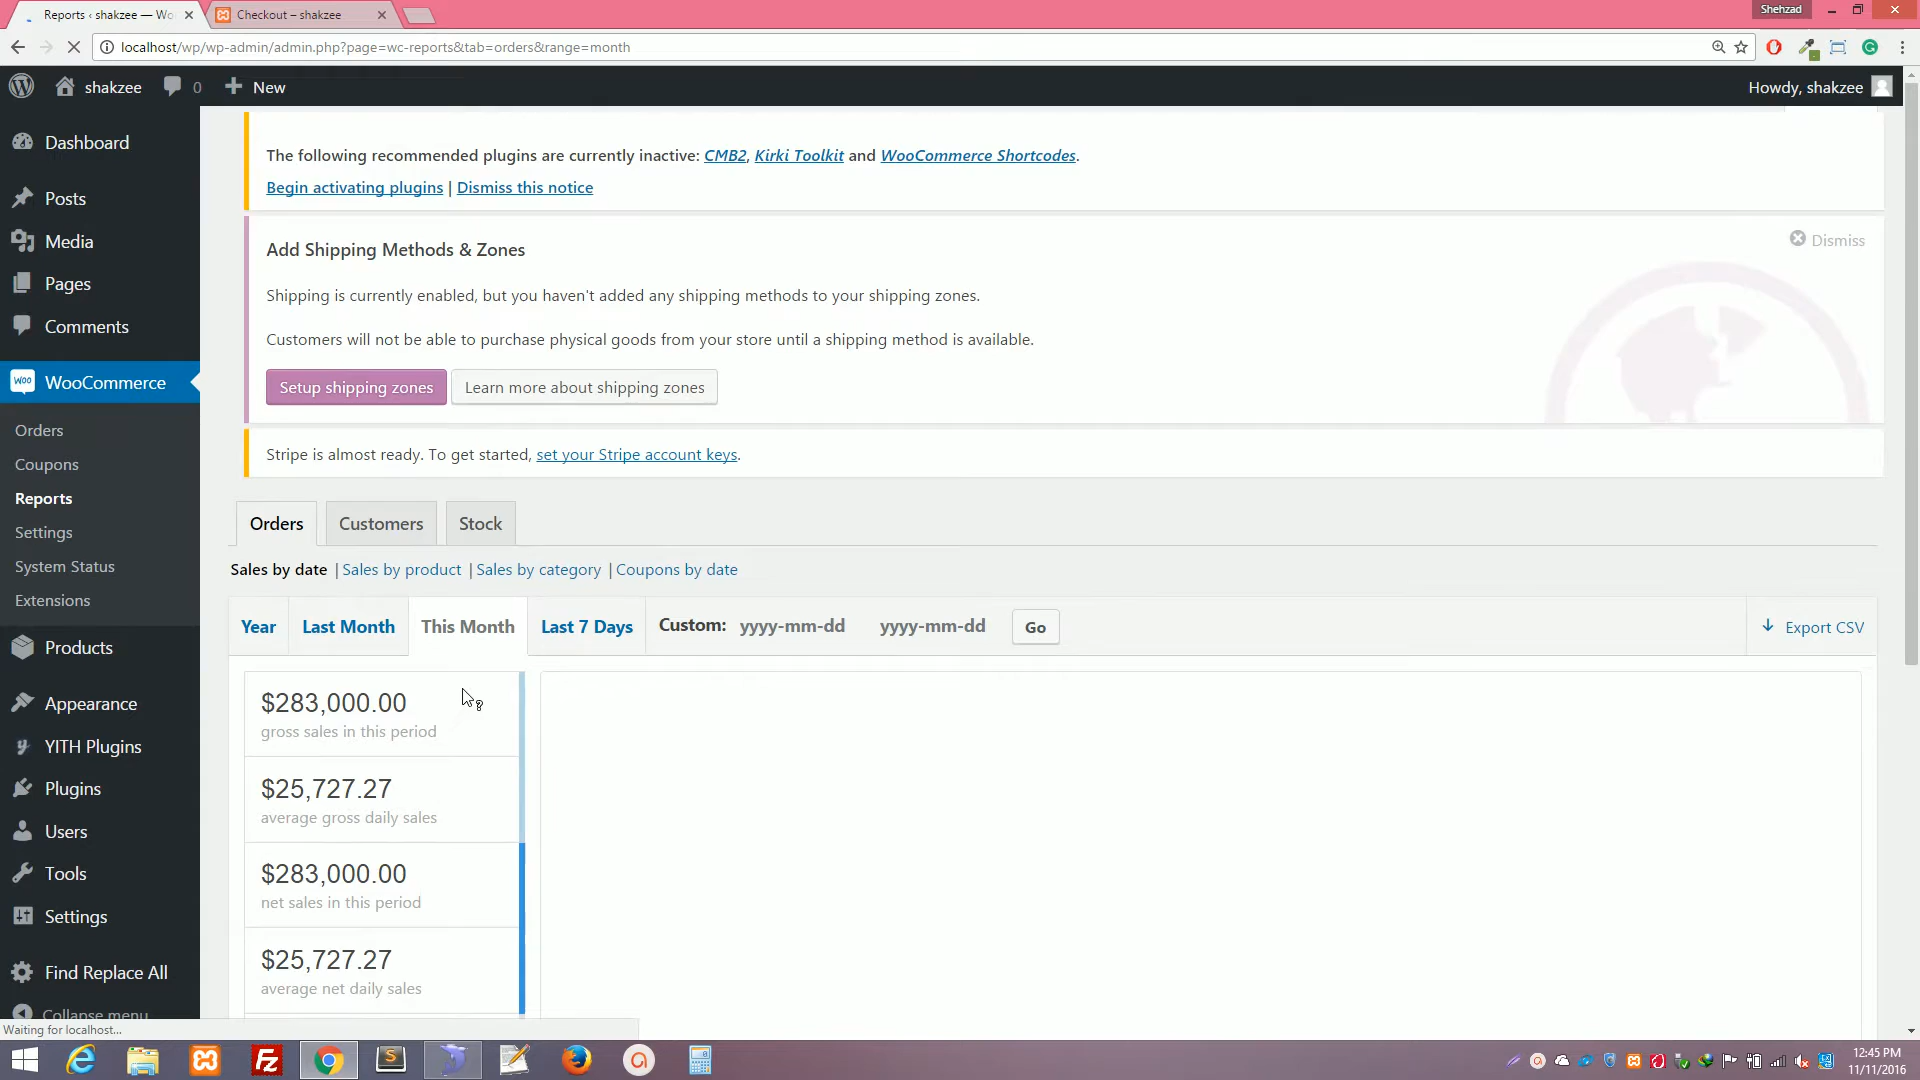 Reports ‹ shakzee — Wo
Checkout – shakzee
Shehzad
localhost/wp/wp-admin/admin.php?page=wc-reports&tab=orders&range=month
shakzee
0
New
Howdy, shakzee
Dashboard
Posts
Media
Pages
Comments
WooCommerce
Orders
Coupons
Reports
Settings
System Status
Extensions
Products
Appearance
YITH Plugins
Plugins
Users
Tools
Settings
Find Replace All
Collapse menu
The following recommended plugins are currently inactive: CMB2, Kirki Toolkit and WooCommerce Shortcodes.
Begin activating plugins | Dismiss this notice
Add Shipping Methods & Zones
Dismiss
Shipping is currently enabled, but you haven't added any shipping methods to your shipping zones.
Customers will not be able to purchase physical goods from your store until a shipping method is available.
Setup shipping zones
Learn more about shipping zones
Stripe is almost ready. To get started, set your Stripe account keys.
Orders Customers Stock
Sales by date | Sales by product | Sales by category | Coupons by date
Year Last Month This Month Last 7 Days Custom: yyyy-mm-dd yyyy-mm-dd Go Export CSV
$283,000.00
gross sales in this period
$25,727.27
average gross daily sales
$283,000.00
net sales in this period
$25,727.27
average net daily sales
Waiting for localhost...
12:45 PM
11/11/2016